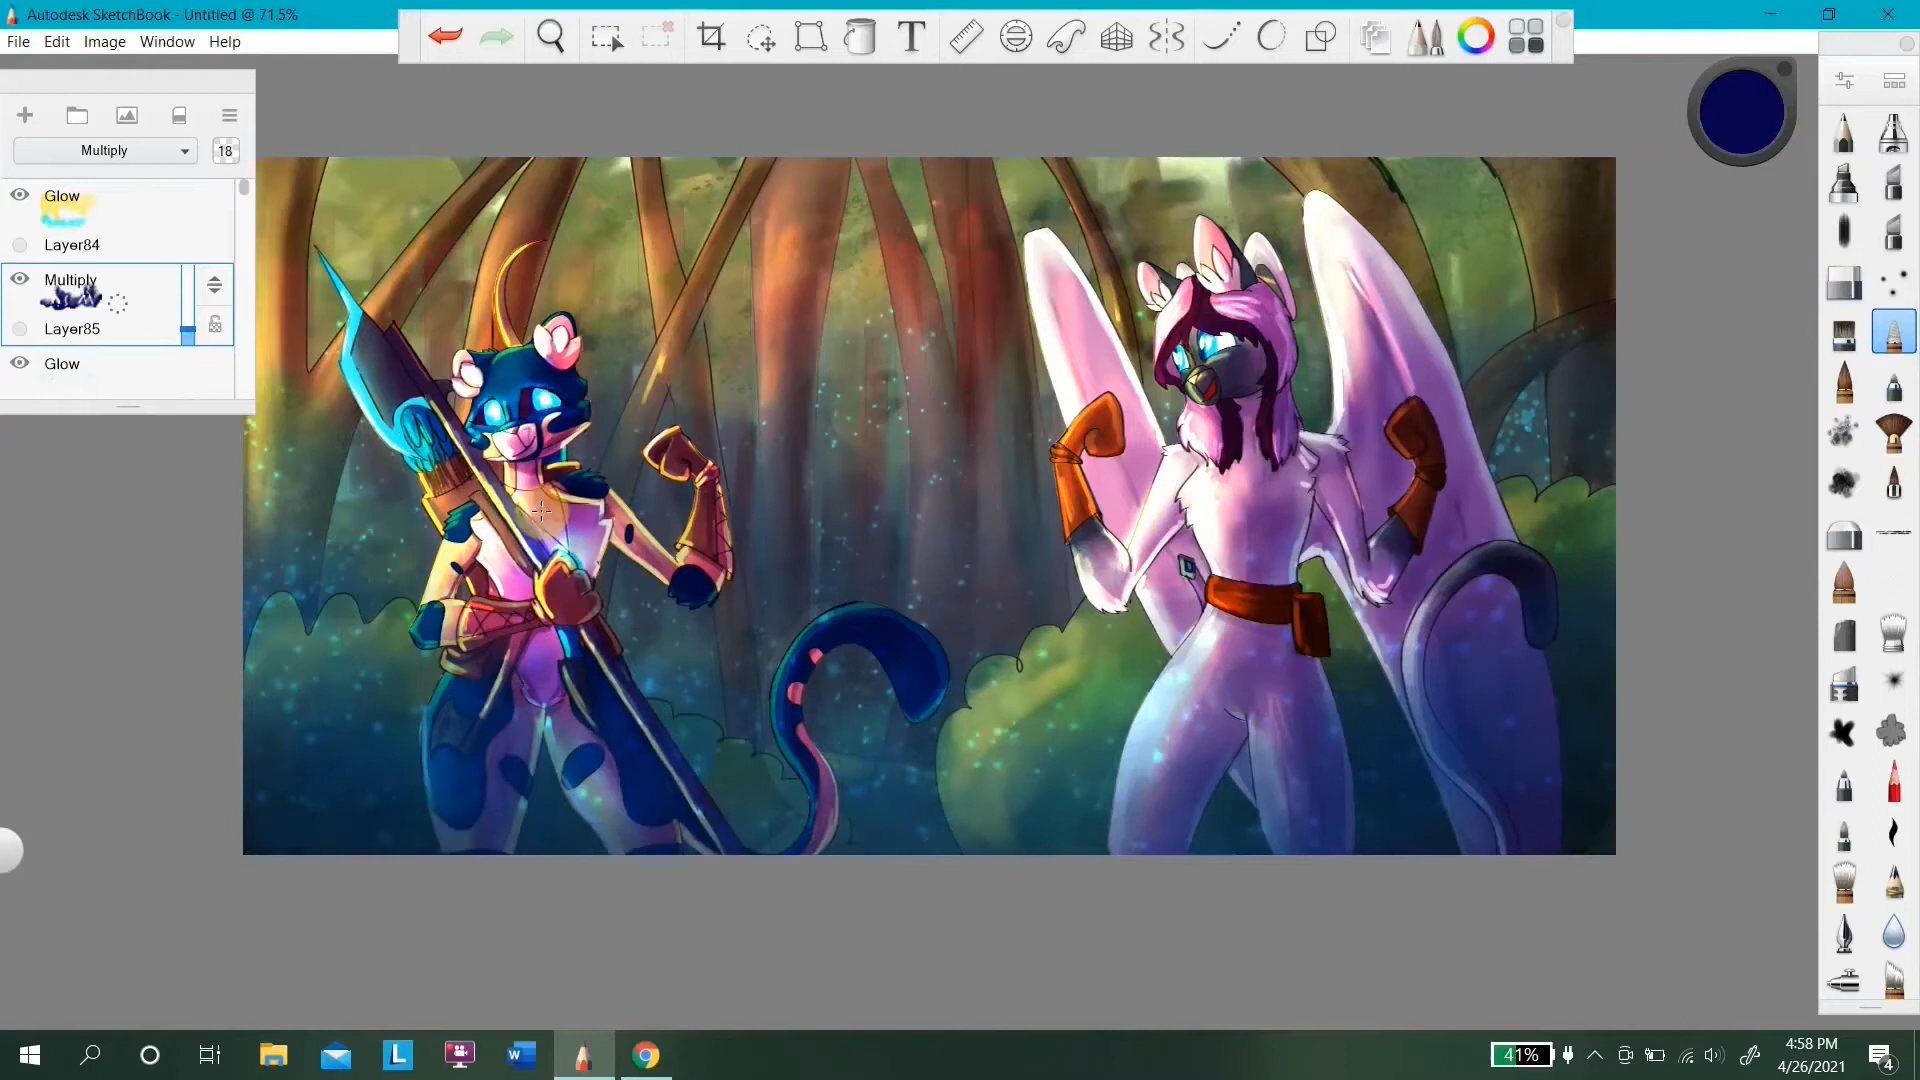 Autodesk SketchBook - Untitled @ 71.5%
File Edit Image Window Help
T
Multiply 18
Glow
Layer84
Multiply
Layer85
Glow
L
W
41%
4:58 PM
4/26/2021
4